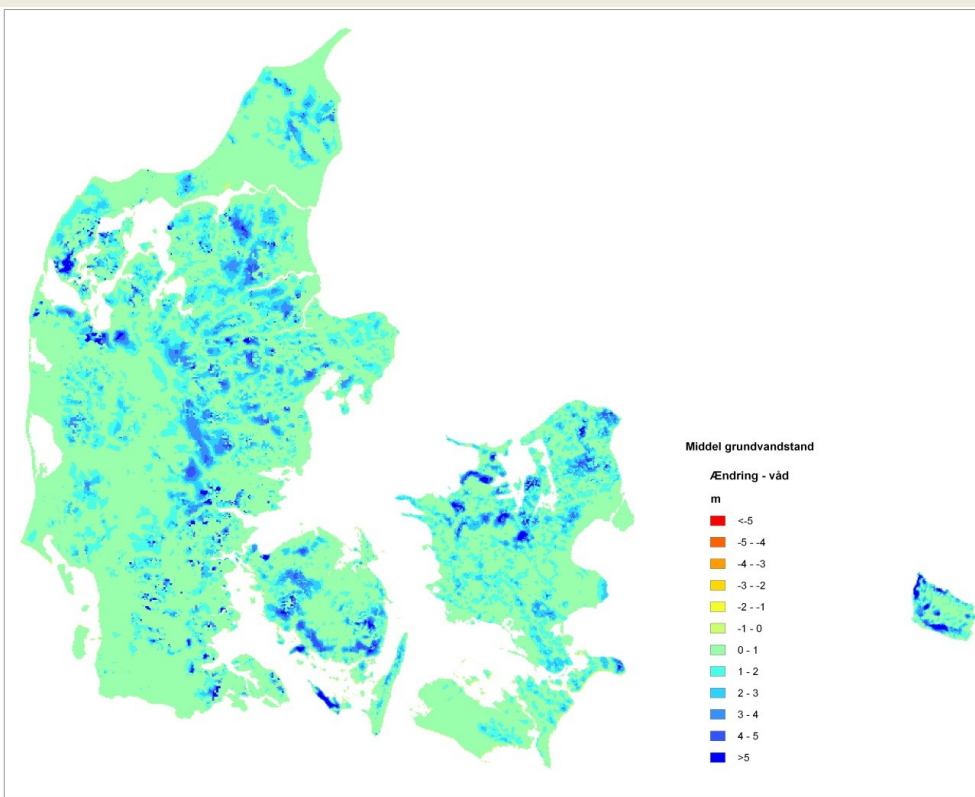 Middel grundvandstand
Ændring - våd
m
<-5
-5 - -4
-4 - -3
-3 - -2
-2 - -1
-1 - 0
0 - 1
1 - 2
2 - 3
3 - 4
4 - 5
>5